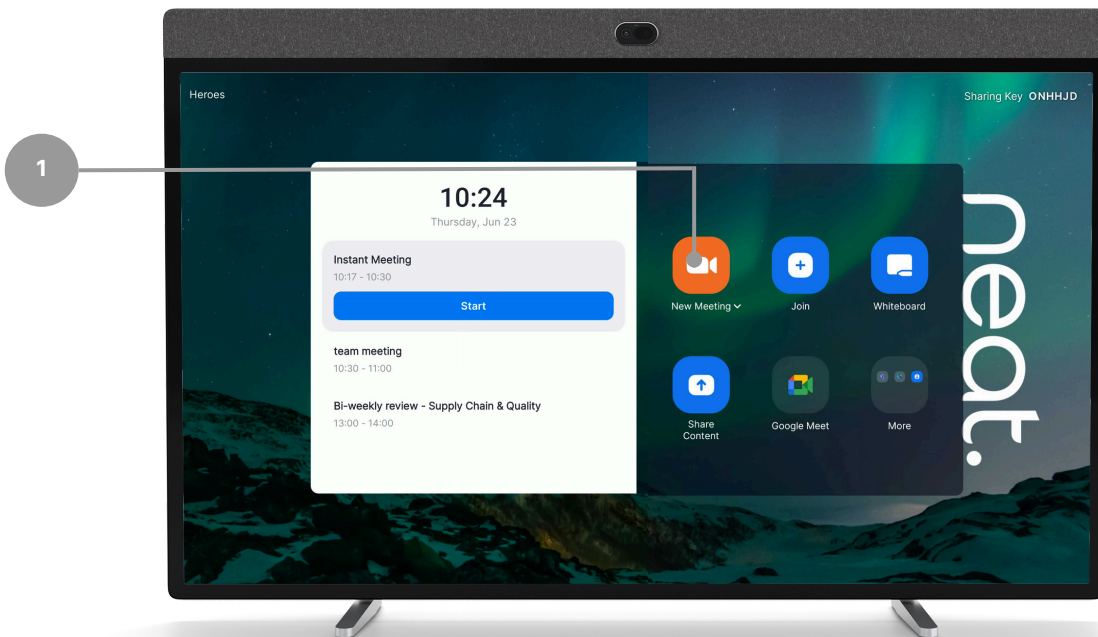 Heroes
Sharing Key ONHHJD
1
10:24
Thursday, Jun 23
Instant Meeting
10:17 - 10:30
Start
team meeting
10:30 - 11:00
Bi-weekly review - Supply Chain & Quality
13:00 - 14:00
New Meeting
Join
Whiteboard
Share
Content
Google Meet
More
neat.